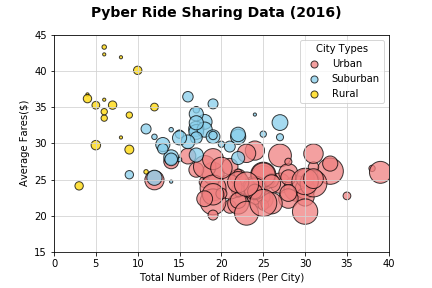 Pyber Ride Sharing Data (2016)
45
40
35
30
25
20
15
Average Fares($)
City Types
Urban
Suburban
Rural
0 5 10 15 20 25 30 35 40
Total Number of Riders (Per City)